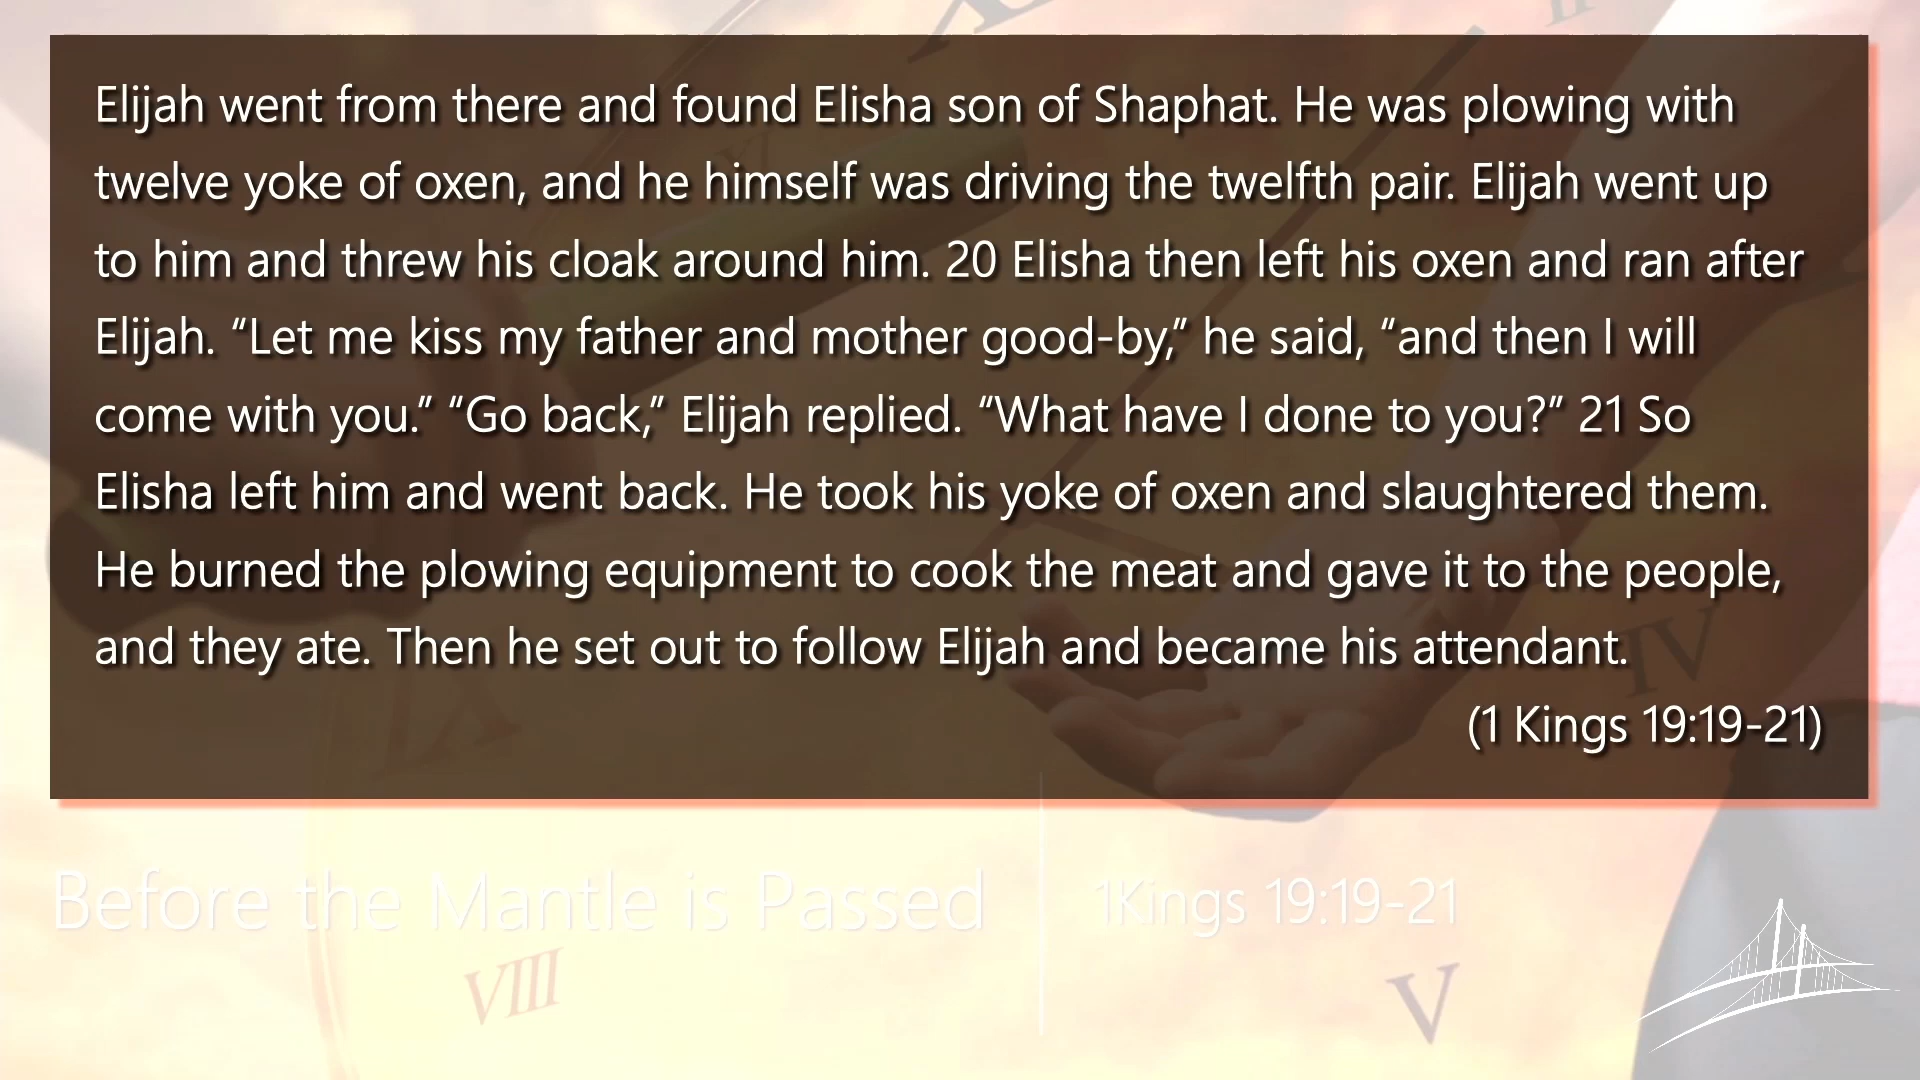 Elijah went from there and found Elisha son of Shaphat. He was plowing with
twelve yoke of oxen, and he himself was driving the twelfth pair. Elijah went up
to him and threw his cloak around him. 20 Elisha then left his oxen and ran after
Elijah. “Let me kiss my father and mother good-by,” he said, “and then I will
come with you.” “Go back,” Elijah replied. “What have I done to you?” 21 So
Elisha left him and went back. He took his yoke of oxen and slaughtered them.
He burned the plowing equipment to cook the meat and gave it to the people,
and they ate. Then he set out to follow Elijah and became his attendant.
(1 Kings 19:19-21)
Before the Mantle is Passed
1Kings 19:19-21
IX
IV
VIII
V